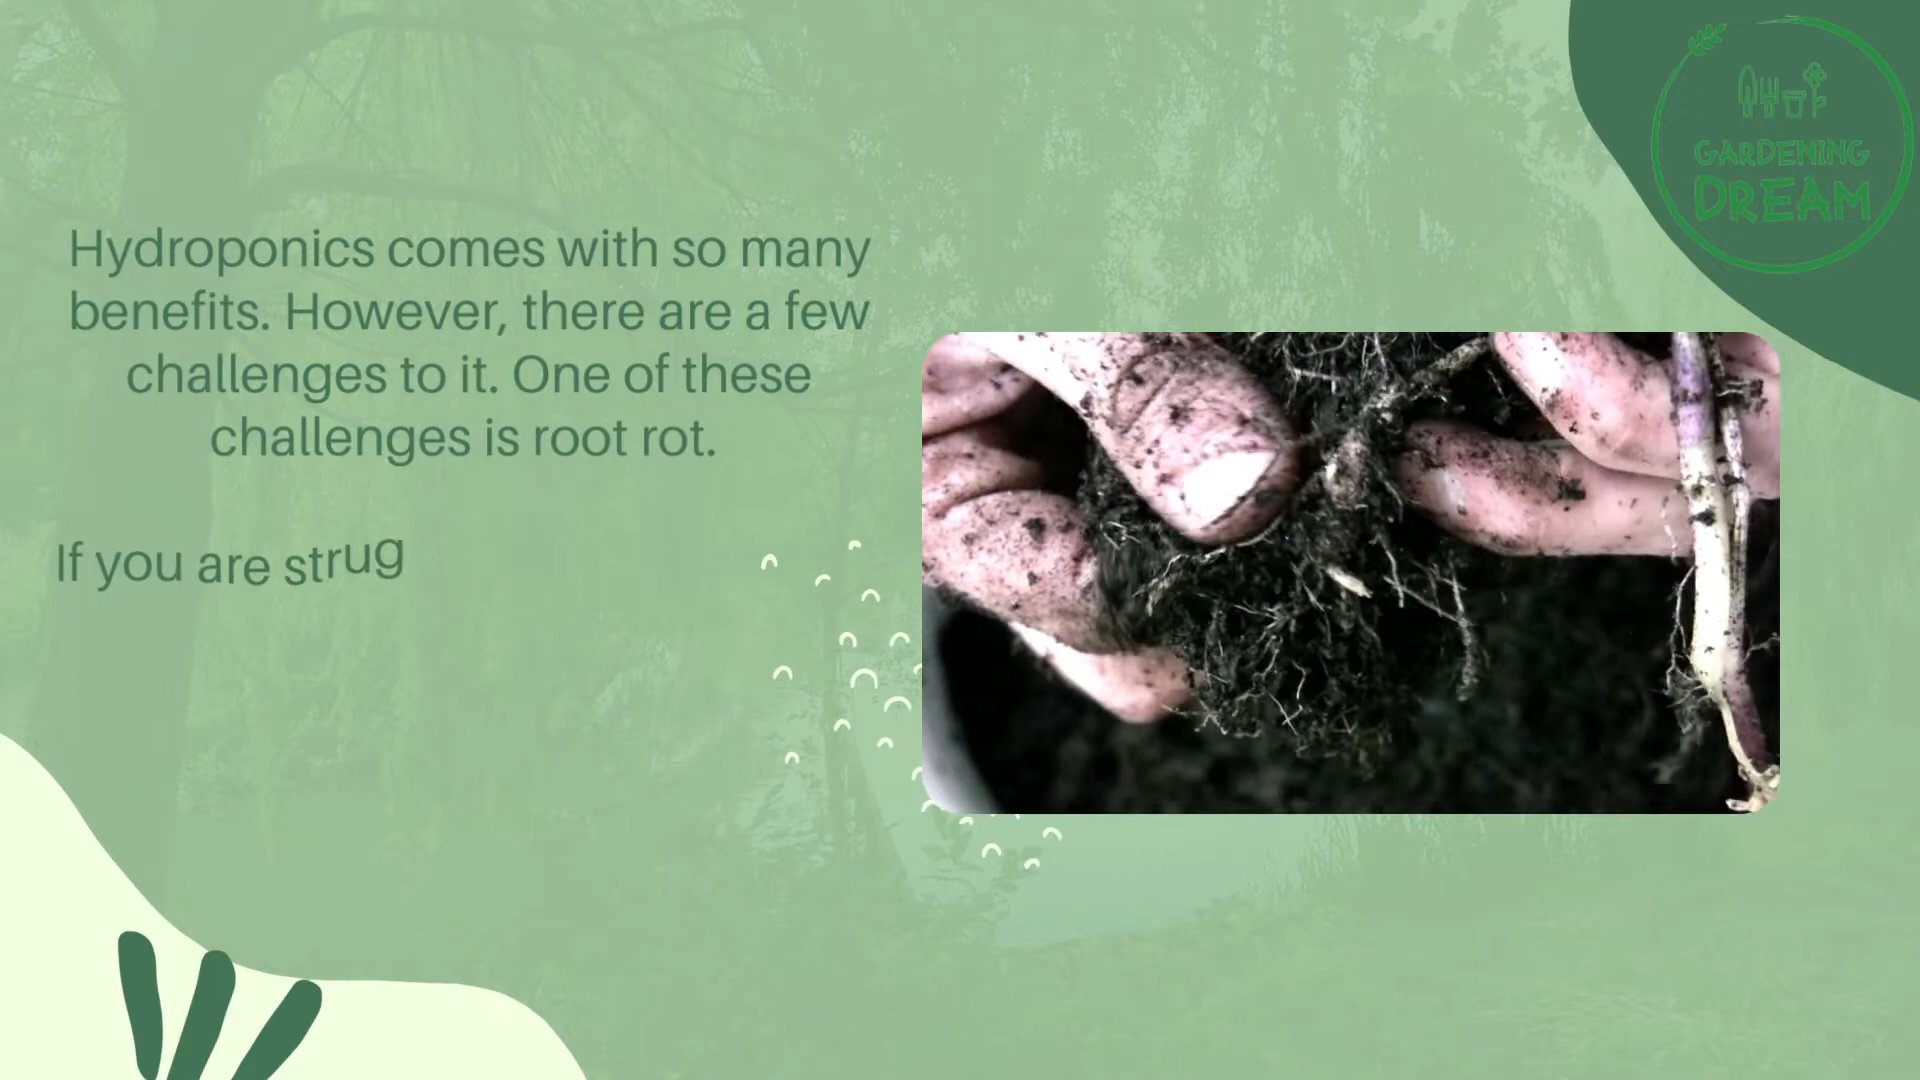 GARDENING
DREAM
Hydroponics comes with so many
benefits. However, there are a few
challenges to it. One of these
challenges is root rot.
If you are strug